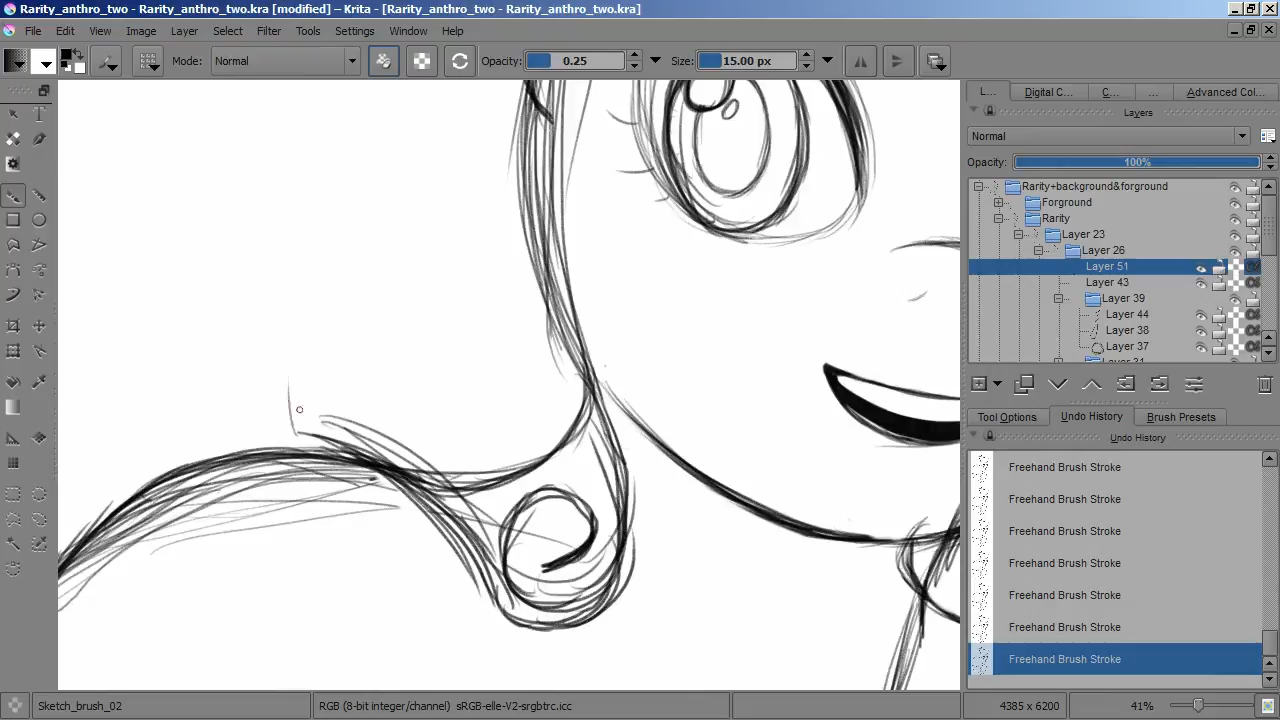 Rarity_anthro_two - Rarity_anthro_two.kra [modified] – Krita - [Rarity_anthro_two - Rarity_anthro_two.kra]
File Edit View Image Layer Select Filter Tools Settings Window Help
Mode: Normal Opacity: 0.25 Size: 15.00 px
L... Digital C... C... ... Advanced Col...
Layers
Normal
Opacity: 100%
Rarity+background&forground
Forground
Rarity
Layer 23
Layer 26
Layer 51
Layer 43
Layer 39
Layer 44
Layer 38
Layer 37
Tool Options Undo History Brush Presets
Undo History
Freehand Brush Stroke
Freehand Brush Stroke
Freehand Brush Stroke
Freehand Brush Stroke
Freehand Brush Stroke
Freehand Brush Stroke
Freehand Brush Stroke
Sketch_brush_02 RGB (8-bit integer/channel) sRGB-elle-V2-srgbtrc.icc 4385 x 6200 41%